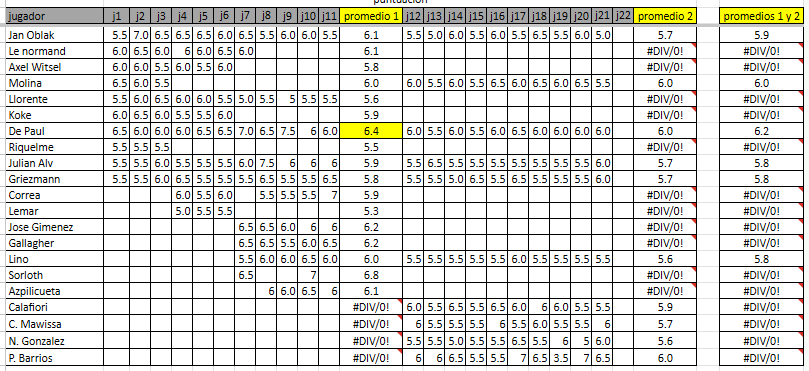 puntuación
jugador j1 j2 j3 j4 j5 j6 j7 j8 j9 j10 j11 promedio 1 j12 j13 j14 j15 j16 j17 j18 j19 j20 j21 j22 promedio 2 promedios 1 y 2
Jan Oblak 5.5 7.0 6.5 6.5 6.5 6.5 6.0 6.5 5.5 6.0 6.0 5.5 6.1 5.5 5.0 6.0 5.5 6.0 5.5 6.5 5.5 6.0 5.0 5.7 5.9
Le normand 6.0 6.5 6.0 6 6.0 6.5 6.0 6.1 #DIV/0! #DIV/0!
Axel Witsel 6.0 6.0 5.5 6.0 5.5 6.0 5.8 #DIV/0! #DIV/0!
Molina 6.5 6.0 5.5 6.0 6.0 5.5 6.0 5.5 6.5 6.0 6.5 6.0 6.5 5.5 6.0 6.0
Llorente 5.5 6.0 6.5 6.0 6.0 5.5 5.0 5.5 5 5.5 5.5 5.6 #DIV/0! #DIV/0!
Koke 6.0 6.5 6.0 5.5 5.5 6.0 5.9 #DIV/0! #DIV/0!
De Paul 6.5 6.0 6.0 6.0 6.5 6.5 7.0 6.5 7.5 6 6.0 6.4 6.0 5.5 6.0 5.5 6.0 6.5 6.0 6.0 6.0 6.0 6.0 6.2
Riquelme 5.5 5.5 5.5 5.5 #DIV/0! #DIV/0!
Julian Alv 5.5 5.5 6.0 5.5 5.5 5.5 6.0 7.5 6 6 6 5.9 5.5 6.5 5.5 5.5 5.5 5.5 5.5 5.5 5.5 6.0 5.7 5.8
Griezmann 5.5 5.5 6.0 6.5 5.5 5.5 5.5 6.5 5.5 5.5 6.5 5.8 5.5 5.5 5.0 6.5 5.5 6.5 5.5 5.5 5.5 6.0 5.7 5.8
Correa 6.0 5.5 6.0 5.5 5.5 5.5 7 5.9 #DIV/0! #DIV/0!
Lemar 5.0 5.5 5.5 5.3 #DIV/0! #DIV/0!
Jose Gimenez 6.5 6.5 6.0 6 6 6.2 #DIV/0! #DIV/0!
Gallagher 6.5 6.5 5.5 6.0 6.5 6.2 #DIV/0! #DIV/0!
Lino 5.5 6.0 6.0 6.5 6.0 6.0 5.5 5.5 5.5 5.5 5.5 6.0 5.5 5.5 5.5 5.5 5.6 5.8
Sorloth 6.5 7 6.8 #DIV/0! #DIV/0!
Azpilicueta 6 6.0 6.5 6 6.1 #DIV/0! #DIV/0!
Calafiori #DIV/0! 6.0 5.5 6.5 5.5 6.5 6.0 6 6.0 5.5 5.5 5.9 #DIV/0!
C. Mawissa #DIV/0! 6 5.5 5.5 5.5 6 5.5 6.0 5.5 5.5 6 5.7 #DIV/0!
N. Gonzalez #DIV/0! 5.5 5.5 5.0 5.5 5.5 6.5 5.5 6 5 6.0 5.6 #DIV/0!
P. Barrios #DIV/0! 6 6 6.5 5.5 5.5 7 6.5 3.5 7 6.5 6.0 #DIV/0!